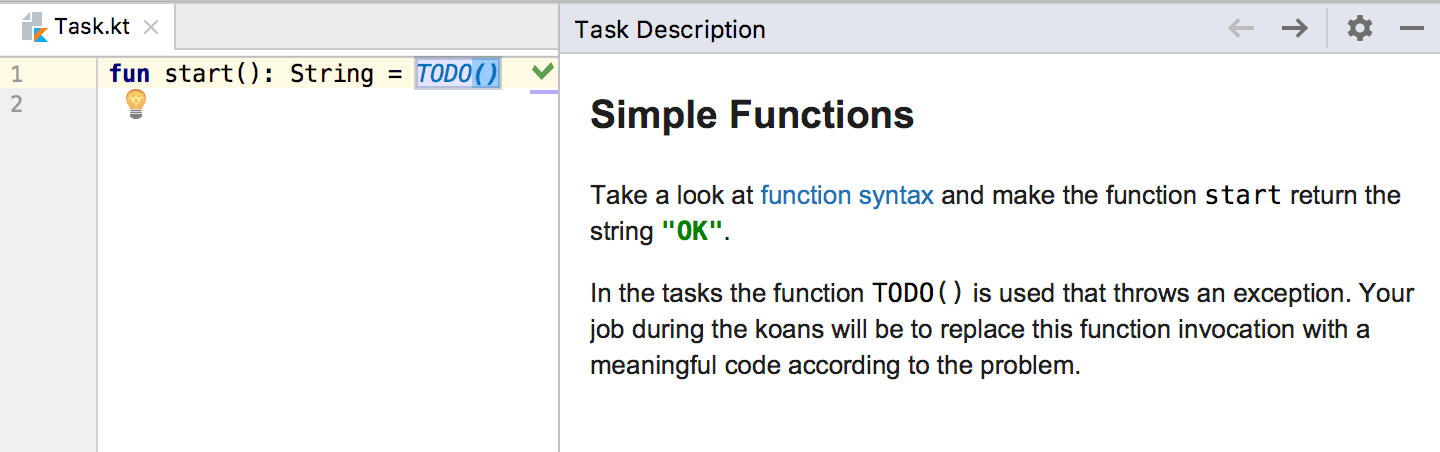 Task.kt
Task Description
1 fun start(): String = TODO()
2
Simple Functions
Take a look at function syntax and make the function start return the
string "OK".
In the tasks the function TODO() is used that throws an exception. Your
job during the koans will be to replace this function invocation with a
meaningful code according to the problem.